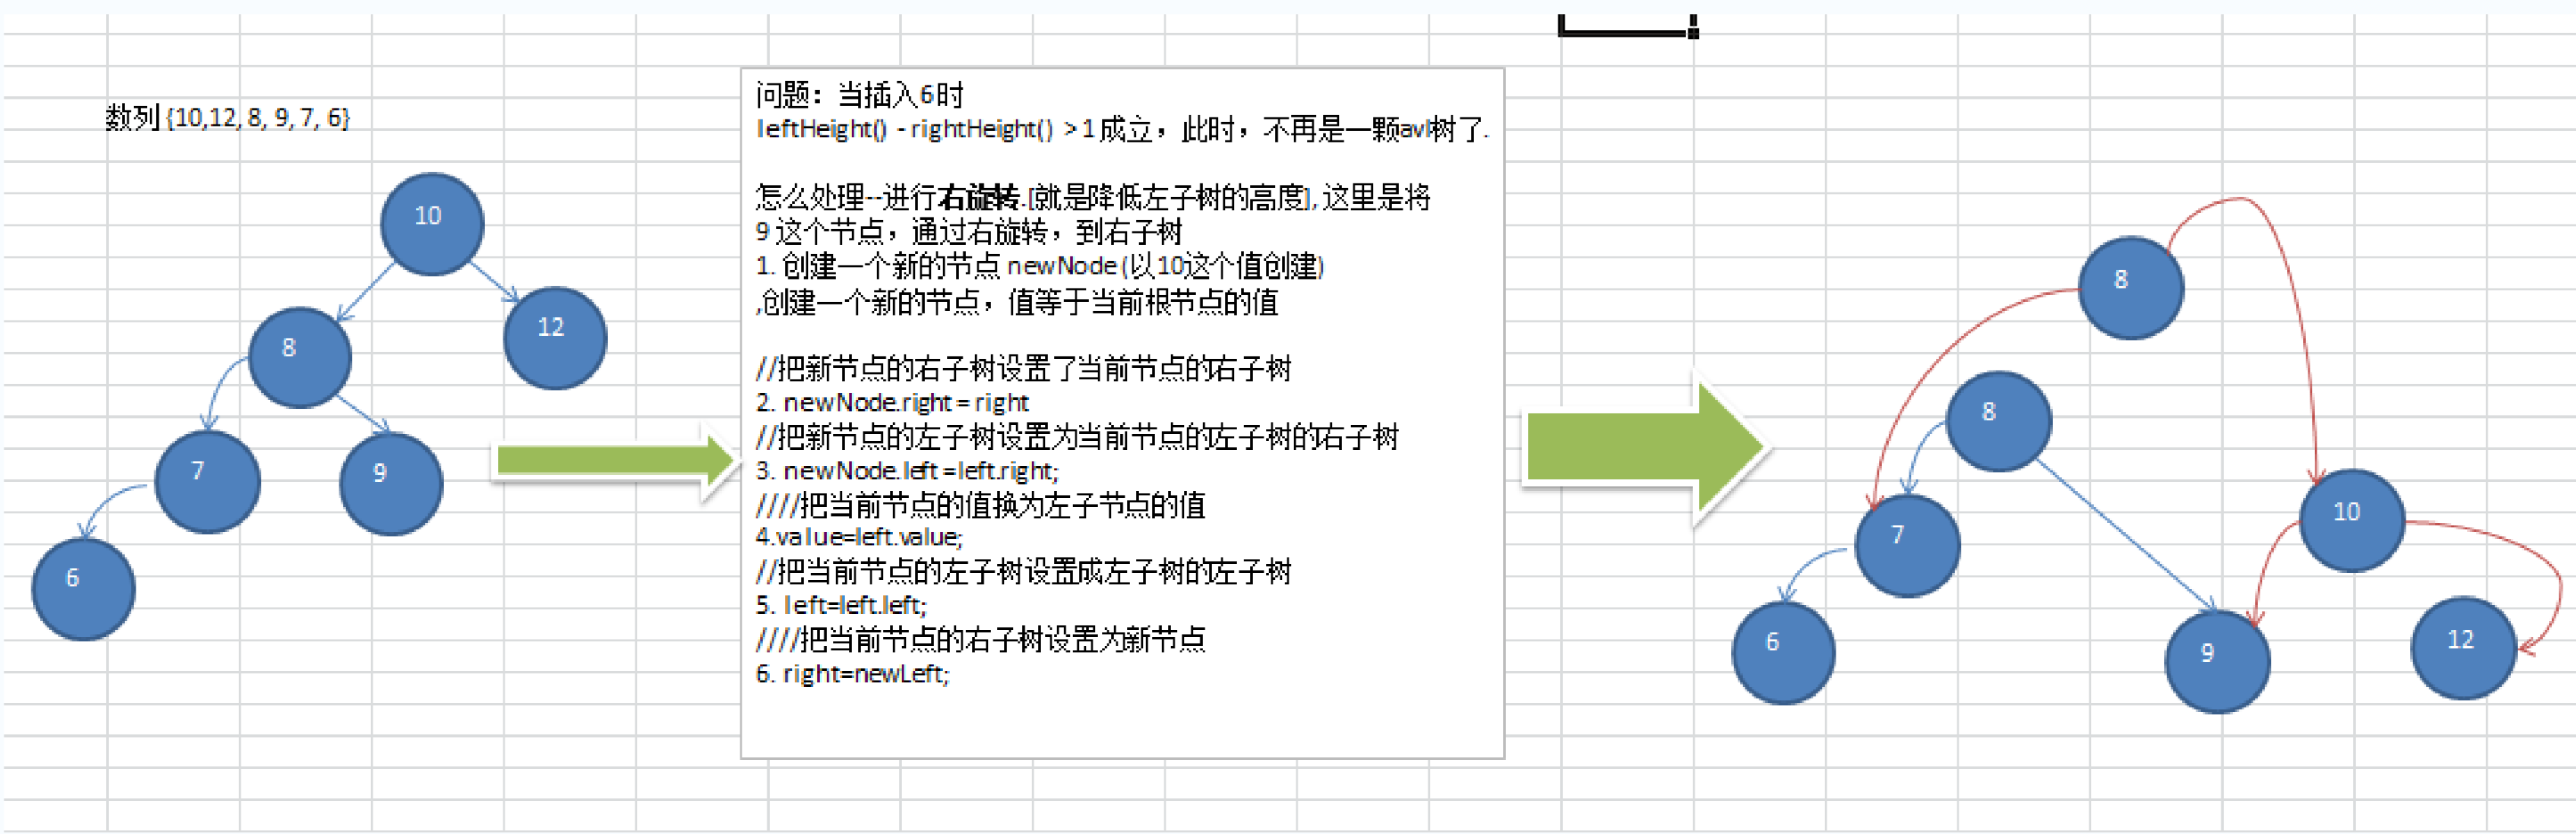 数列 {10,12, 8, 9, 7, 6}
10
8
12
7
9
6
问题：当插入6时
leftHeight() - rightHeight() > 1 成立，此时，不再是一颗avl树了.
怎么处理--进行右旋转.[就是降低左子树的高度], 这里是将
9 这个节点，通过右旋转，到右子树
1. 创建一个新的节点 newNode (以10这个值创建)
,创建一个新的节点，值等于当前根节点的值
//把新节点的右子树设置了当前节点的右子树
2. newNode.right = right
//把新节点的左子树设置为当前节点的左子树的右子树
3. newNode.left =left.right;
////把当前节点的值换为左子节点的值
4.value=left.value;
//把当前节点的左子树设置成左子树的左子树
5. left=left.left;
////把当前节点的右子树设置为新节点
6. right=newLeft;
8
8
7
10
6
9
12